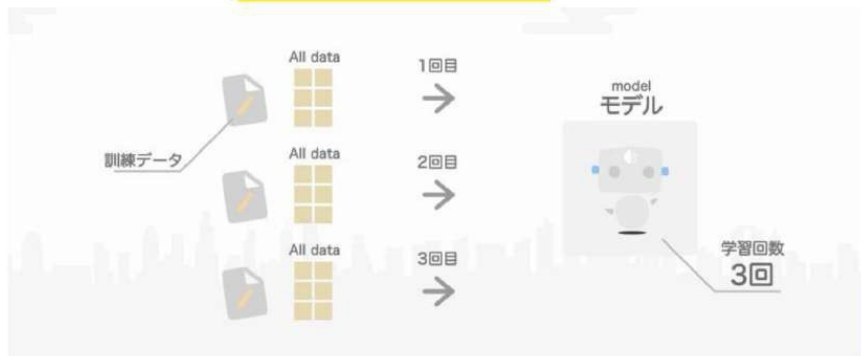 All data
1回目
model
モデル
訓練データ
All data
2回目
All data
3回目
学習回数
3回